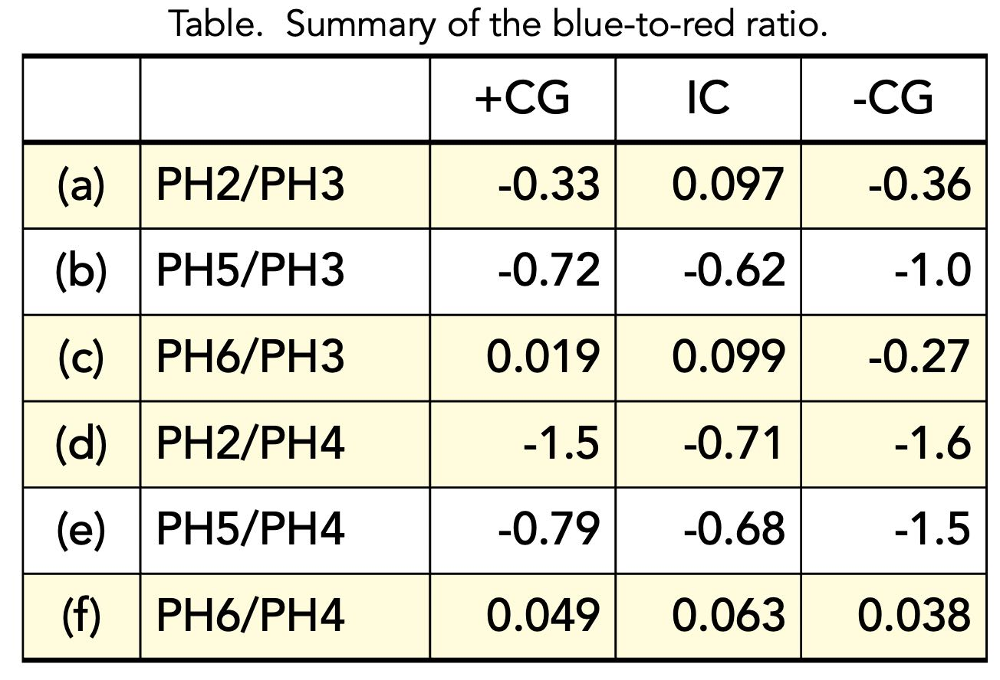 Table. Summary of the blue-to-red ratio.
+CG IC -CG
(a) PH2/PH3 -0.33 0.097 -0.36
(b) PH5/PH3 -0.72 -0.62 -1.0
(c) PH6/PH3 0.019 0.099 -0.27
(d) PH2/PH4 -1.5 -0.71 -1.6
(e) PH5/PH4 -0.79 -0.68 -1.5
(f) PH6/PH4 0.049 0.063 0.038